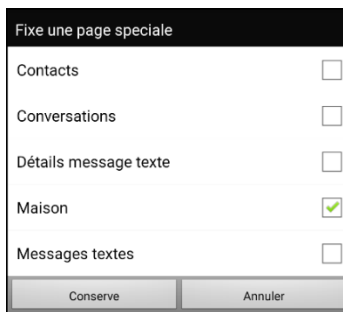 Fixe une page speciale
Contacts
Conversations
Détails message texte
Maison
Messages textes
Conserve
Annuler